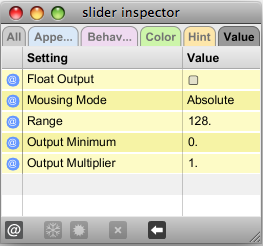 slider inspector
All Appe... Behav... Color Hint Value
Setting Value
@ Float Output
@ Mousing Mode Absolute
@ Range 128.
@ Output Minimum 0.
@ Output Multiplier 1.
@